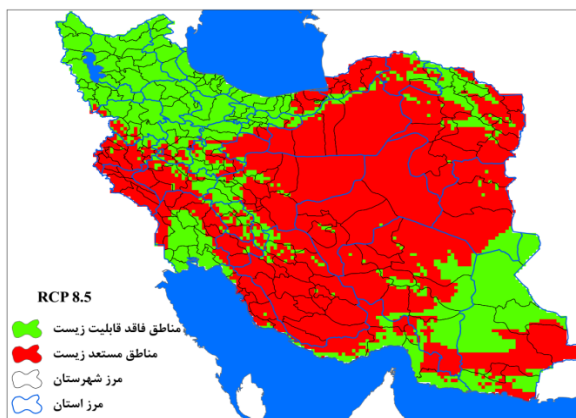 RCP 8.5
مناطق فاقد قابلیت زیست
مناطق مستعد زیست
مرز شهرستان
مرز استان